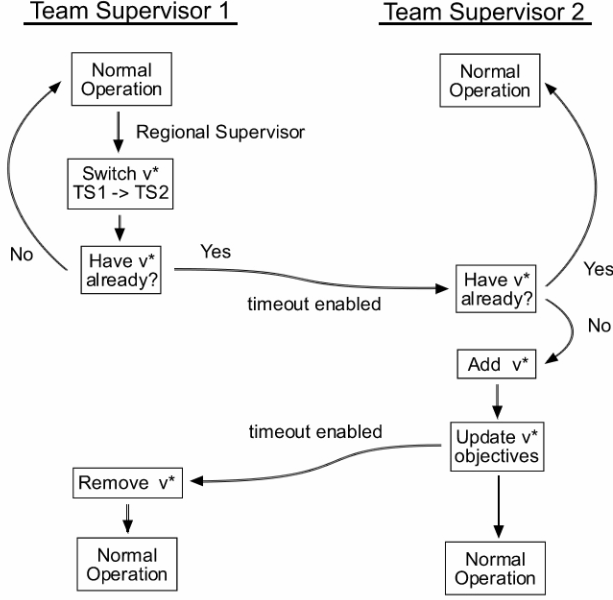 Team Supervisor 1
Team Supervisor 2
Normal
Operation
Normal
Operation
Regional Supervisor
Switch v*
TS1 -> TS2
No
Have v*
already?
Yes
timeout enabled
Have v*
already?
Yes
No
Add v*
timeout enabled
Update v*
objectives
Remove v*
Normal
Operation
Normal
Operation